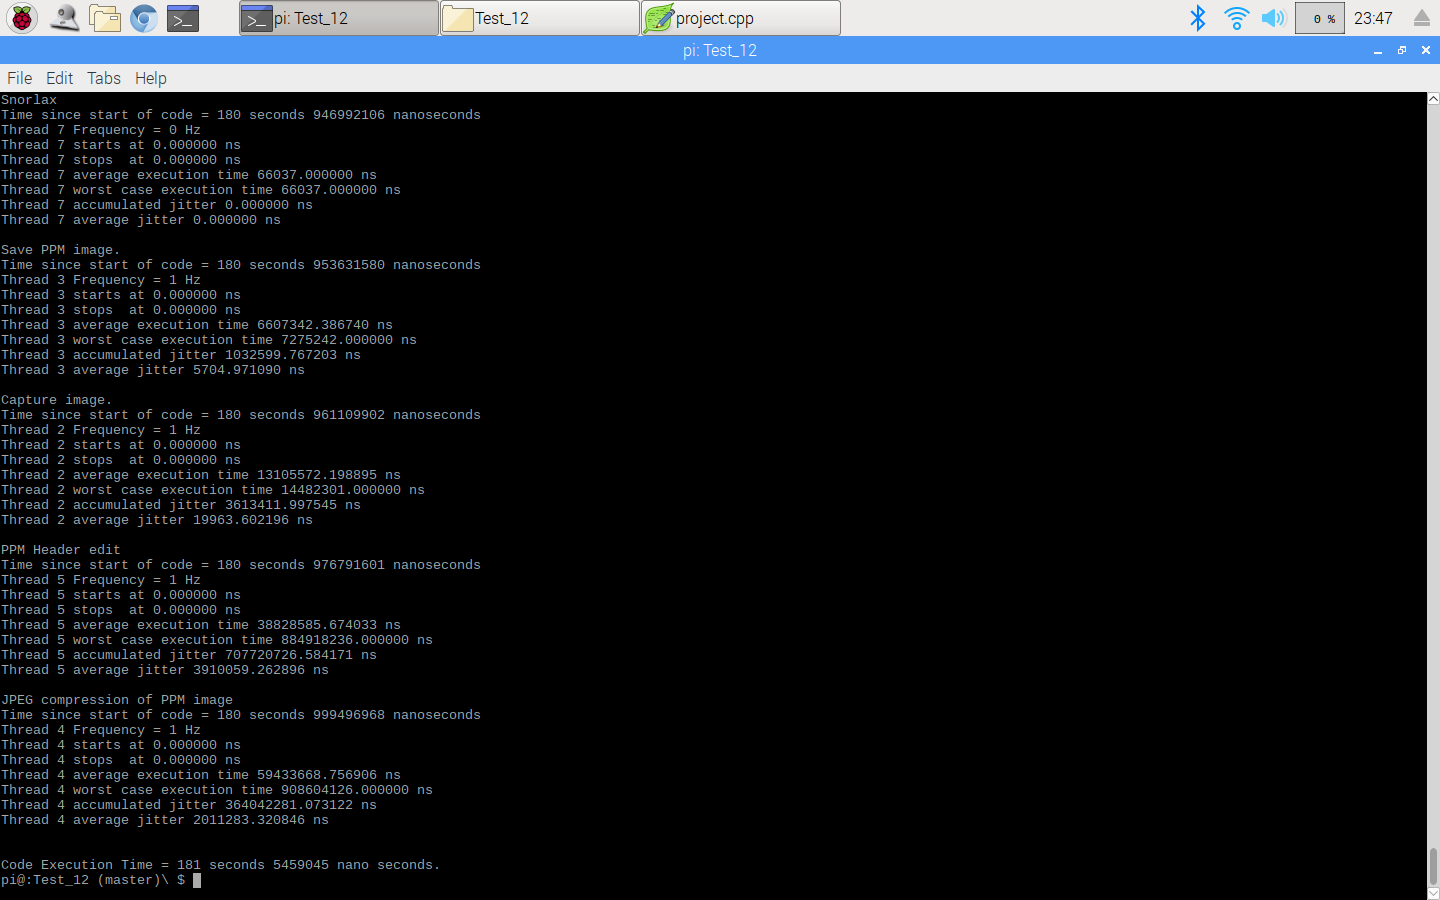 pi: Test_12
Test_12
project.cpp
0 %
23:47
pi: Test_12
File Edit Tabs Help
Snorlax
Time since start of code = 180 seconds 946992106 nanoseconds
Thread 7 Frequency = 0 Hz
Thread 7 starts at 0.000000 ns
Thread 7 stops  at 0.000000 ns
Thread 7 average execution time 66037.000000 ns
Thread 7 worst case execution time 66037.000000 ns
Thread 7 accumulated jitter 0.000000 ns
Thread 7 average jitter 0.000000 ns
Save PPM image.
Time since start of code = 180 seconds 953631580 nanoseconds
Thread 3 Frequency = 1 Hz
Thread 3 starts at 0.000000 ns
Thread 3 stops  at 0.000000 ns
Thread 3 average execution time 6607342.386740 ns
Thread 3 worst case execution time 7275242.000000 ns
Thread 3 accumulated jitter 1032599.767203 ns
Thread 3 average jitter 5704.971090 ns
Capture image.
Time since start of code = 180 seconds 961109902 nanoseconds
Thread 2 Frequency = 1 Hz
Thread 2 starts at 0.000000 ns
Thread 2 stops  at 0.000000 ns
Thread 2 average execution time 13105572.198895 ns
Thread 2 worst case execution time 14482301.000000 ns
Thread 2 accumulated jitter 3613411.997545 ns
Thread 2 average jitter 19963.602196 ns
PPM Header edit
Time since start of code = 180 seconds 976791601 nanoseconds
Thread 5 Frequency = 1 Hz
Thread 5 starts at 0.000000 ns
Thread 5 stops  at 0.000000 ns
Thread 5 average execution time 38828585.674033 ns
Thread 5 worst case execution time 884918236.000000 ns
Thread 5 accumulated jitter 707720726.584171 ns
Thread 5 average jitter 3910059.262896 ns
JPEG compression of PPM image
Time since start of code = 180 seconds 999496968 nanoseconds
Thread 4 Frequency = 1 Hz
Thread 4 starts at 0.000000 ns
Thread 4 stops  at 0.000000 ns
Thread 4 average execution time 59433668.756906 ns
Thread 4 worst case execution time 908604126.000000 ns
Thread 4 accumulated jitter 364042281.073122 ns
Thread 4 average jitter 2011283.320846 ns
Code Execution Time = 181 seconds 5459045 nano seconds.
pi@:Test_12 (master)\ $